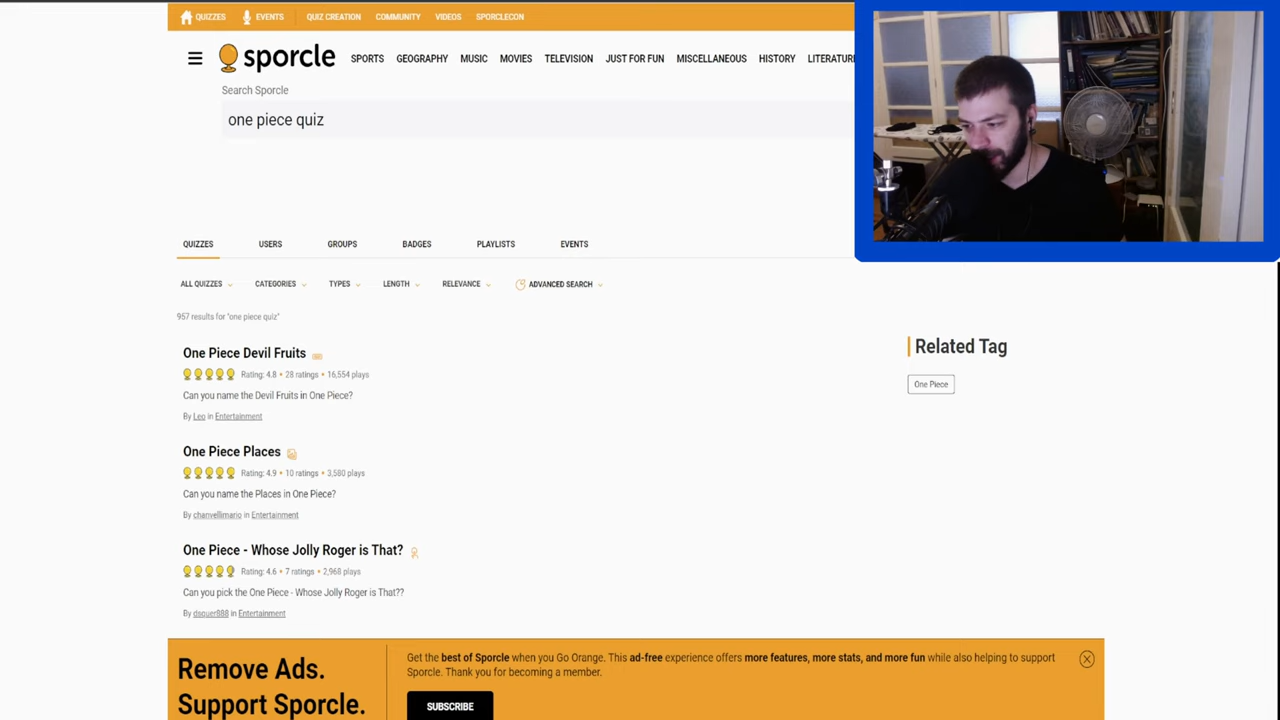 QUIZZES EVENTS QUIZ CREATION COMMUNITY VIDEOS SPORCLECON
sporcle SPORTS GEOGRAPHY MUSIC MOVIES TELEVISION JUST FOR FUN MISCELLANEOUS HISTORY LITERATUR
Search Sporcle
one piece quiz
QUIZZES USERS GROUPS BADGES PLAYLISTS EVENTS
ALL QUIZZES CATEGORIES TYPES LENGTH RELEVANCE ADVANCED SEARCH
957 results for "one piece quiz"
One Piece Devil Fruits
Rating: 4.8 • 28 ratings • 16,554 plays
Can you name the Devil Fruits in One Piece?
By Leo in Entertainment
One Piece Places
Rating: 4.9 • 10 ratings • 3,580 plays
Can you name the Places in One Piece?
By chanvellimario in Entertainment
One Piece - Whose Jolly Roger is That?
Rating: 4.6 • 7 ratings • 2,968 plays
Can you pick the One Piece - Whose Jolly Roger is That??
By dsquer888 in Entertainment
Related Tag
One Piece
Remove Ads.
Support Sporcle.
Get the best of Sporcle when you Go Orange. This ad-free experience offers more features, more stats, and more fun while also helping to support
Sporcle. Thank you for becoming a member.
SUBSCRIBE